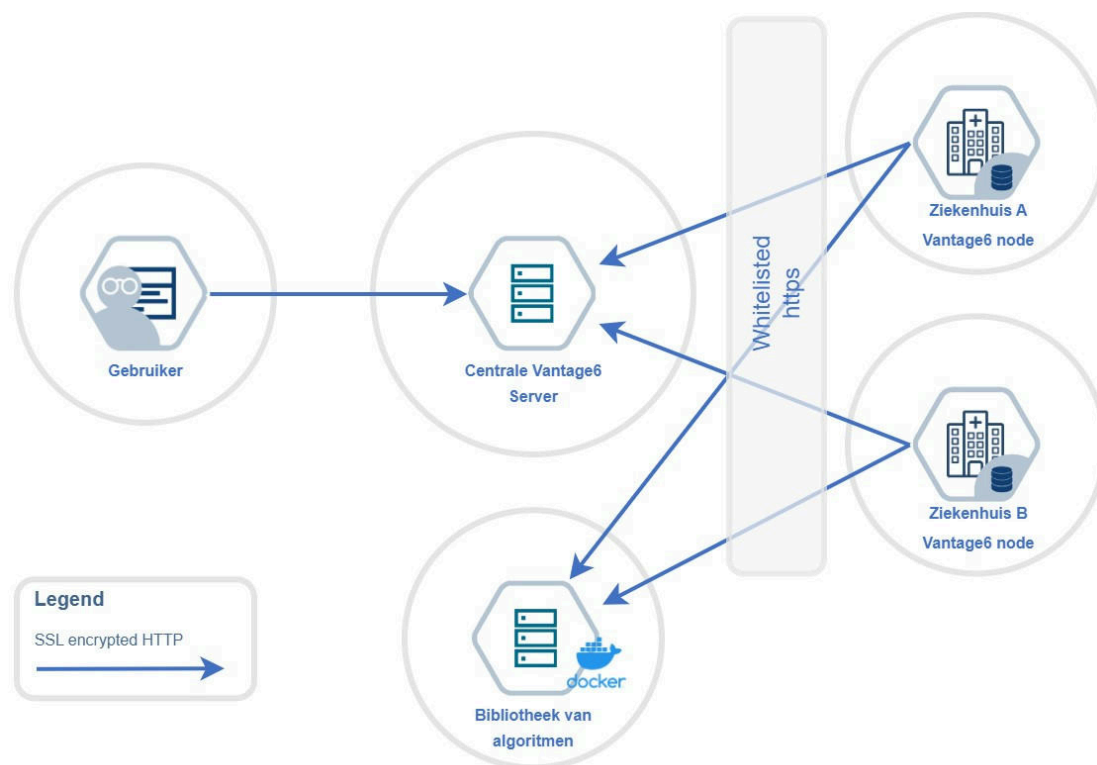 Whitelisted
https
Ziekenhuis A
Vantage6 node
Gebruiker
Centrale Vantage6
Server
Ziekenhuis B
Vantage6 node
Legend
SSL encrypted HTTP
docker
Bibliotheek van
algoritmen